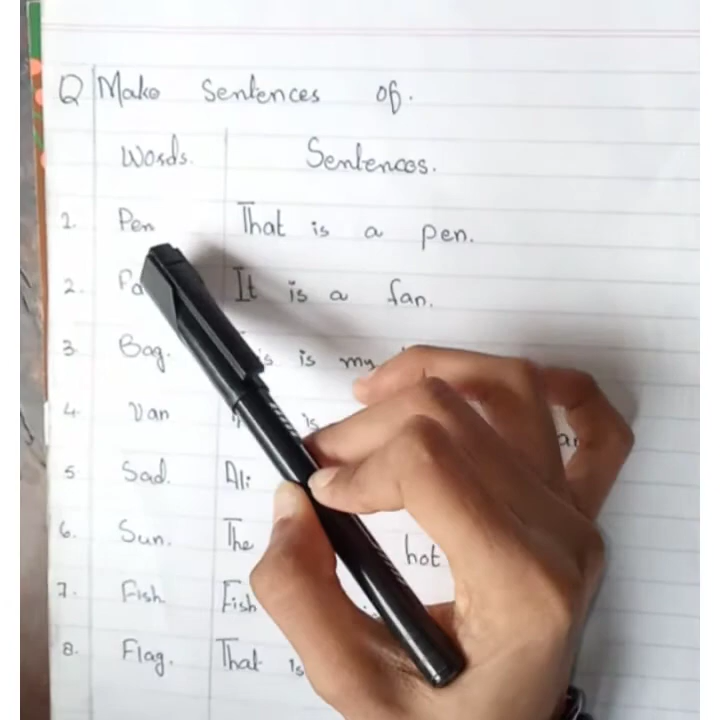 Q Make Sentences of.
Words. Sentences.
1. Pen That is a pen.
2. It is a fan.
3 Bag. is my
4. Van
5 Sad. Ali
6. Sun. The hot
7. Fish Fish
8. Flag. That is